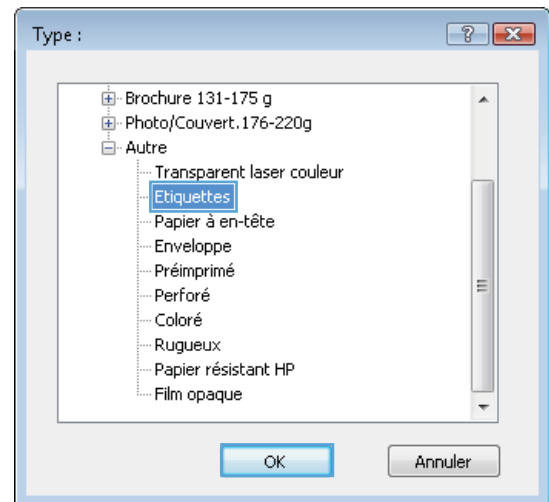 Type :
Brochure 131-175 g
Photo/Couvert.176-220g
Autre
Transparent laser couleur
Etiquettes
Papier à en-tête
Enveloppe
Préimprimé
Perforé
Coloré
Rugueux
Papier résistant HP
Film opaque
OK
Annuler